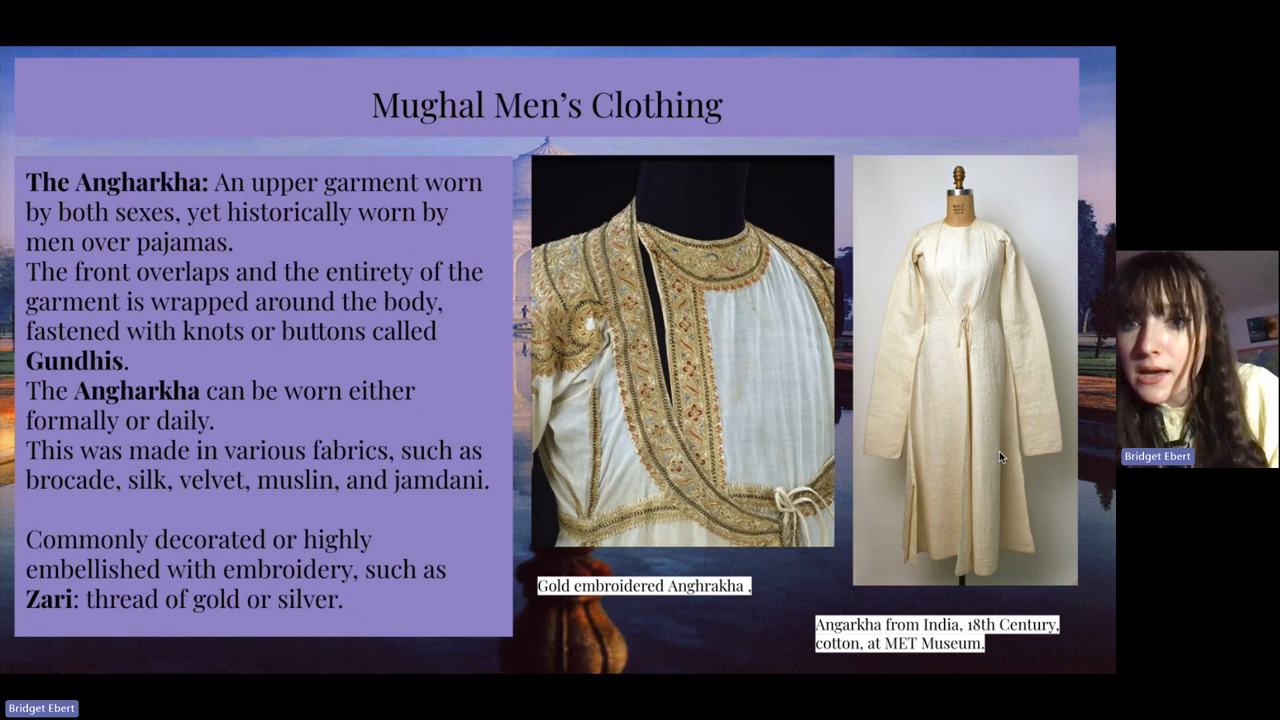 Mughal Men’s Clothing
The Angharkha: An upper garment worn
by both sexes, yet historically worn by
men over pajamas.
The front overlaps and the entirety of the
garment is wrapped around the body,
fastened with knots or buttons called
Gundhis.
The Angharkha can be worn either
formally or daily.
This was made in various fabrics, such as
brocade, silk, velvet, muslin, and jamdani.
Commonly decorated or highly
embellished with embroidery, such as
Zari: thread of gold or silver.
Gold embroidered Anghrakha ,
Angarkha from India, 18th Century,
cotton, at MET Museum.
Bridget Ebert
Bridget Ebert